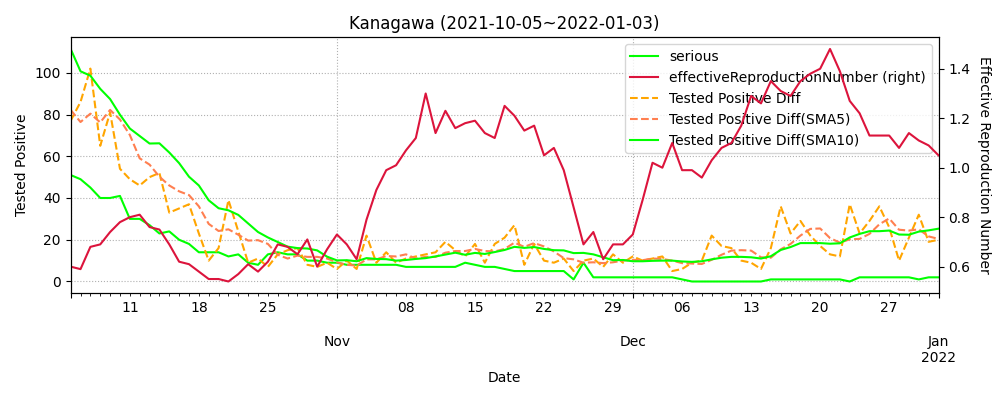 Kanagawa (2021-10-05~2022-01-03)
serious
effectiveReproductionNumber (right)
Tested Positive Diff
Tested Positive Diff(SMA5)
Tested Positive Diff(SMA10)
Tested Positive
100
80
60
40
20
0
1.4
1.2
1.0
0.8
0.6
Effective Reproduction Number
11 18 25 08 15 22 29 06 13 20 27
Nov Dec Jan
2022
Date